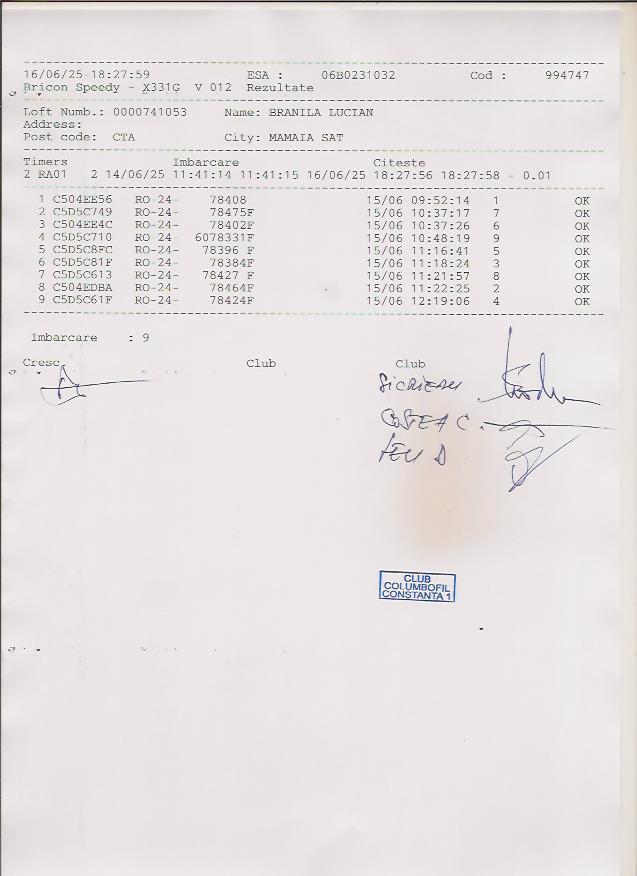 16/06/25-18:27:59 ESA : 06B0231032 Cod : 994747
Bricon Speedy - X331G V 012 Rezultate
Loft Numb.: 0000741053 Name: BRANILA LUCIAN
Address:
Post code: CTA City: MAMAIA SAT
Timers Imbarcare Citeste
2 RA01 2 14/06/25 11:41:14 11:41:15 16/06/25 18:27:56 18:27:58 - 0.01
1 C504EE56 RO-24- 78408 15/06 09:52:14 1 OK
2 C5D5C749 RO-24- 78475F 15/06 10:37:17 7 OK
3 C504EE4C RO-24- 78402F 15/06 10:37:26 6 OK
4 C5D5C710 RO-24- 6078331F 15/06 10:48:19 9 OK
5 C5D5C8FC RO-24- 78396 F 15/06 11:16:41 5 OK
6 C5D5C81F RO-24- 78384F 15/06 11:18:24 3 OK
7 C5D5C613 RO-24- 78427 F 15/06 11:21:57 8 OK
8 C504EDBA RO-24- 78464F 15/06 11:22:25 2 OK
9 C5D5C61F RO-24- 78424F 15/06 12:19:06 4 OK
Imbarcare : 9
Cresc Club Club
COSTEA C.
CLUB
COLUMBOFIL
CONSTANTA 1